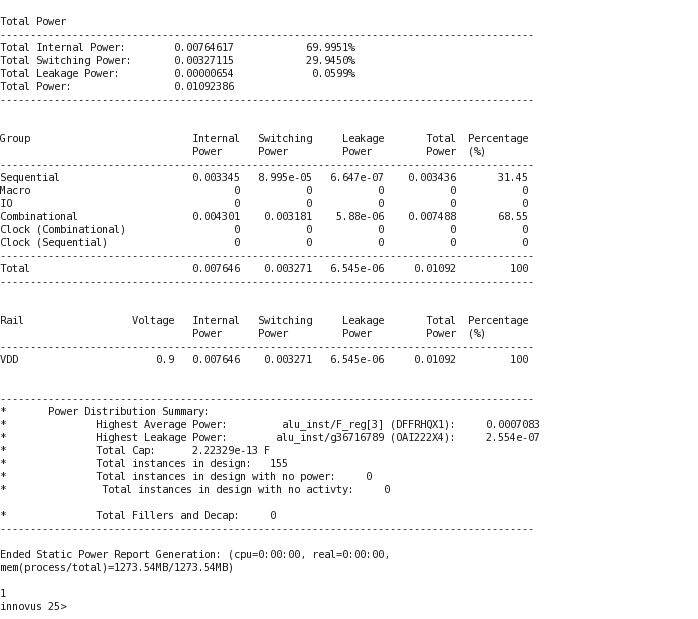 Total Power
-----------------------------------------------------------------------------------------
Total Internal Power:        0.00764617            69.9951%
Total Switching Power:       0.00327115            29.9450%
Total Leakage Power:         0.00000654             0.0599%
Total Power:                 0.01092386
-----------------------------------------------------------------------------------------
Group                           Internal   Switching     Leakage       Total  Percentage
                                Power      Power         Power         Power  (%)
-----------------------------------------------------------------------------------------
Sequential                      0.003345   8.995e-05   6.647e-07    0.003436       31.45
Macro                                  0           0           0           0           0
IO                                     0           0           0           0           0
Combinational                   0.004301    0.003181    5.88e-06    0.007488       68.55
Clock (Combinational)                  0           0           0           0           0
Clock (Sequential)                     0           0           0           0           0
-----------------------------------------------------------------------------------------
Total                           0.007646    0.003271   6.545e-06     0.01092         100
-----------------------------------------------------------------------------------------
Rail                  Voltage   Internal   Switching     Leakage       Total  Percentage
                                Power      Power         Power         Power  (%)
-----------------------------------------------------------------------------------------
VDD                       0.9   0.007646    0.003271   6.545e-06     0.01092         100
-----------------------------------------------------------------------------------------
*       Power Distribution Summary:
*               Highest Average Power:         alu_inst/F_reg[3] (DFFRHQX1):     0.0007083
*               Highest Leakage Power:        alu_inst/g36716789 (OAI222X4):     2.554e-07
*               Total Cap:      2.22329e-13 F
*               Total instances in design:   155
*               Total instances in design with no power:     0
*                Total instances in design with no activty:     0
*               Total Fillers and Decap:     0
-----------------------------------------------------------------------------------------
Ended Static Power Report Generation: (cpu=0:00:00, real=0:00:00,
mem(process/total)=1273.54MB/1273.54MB)
1
innovus 25>